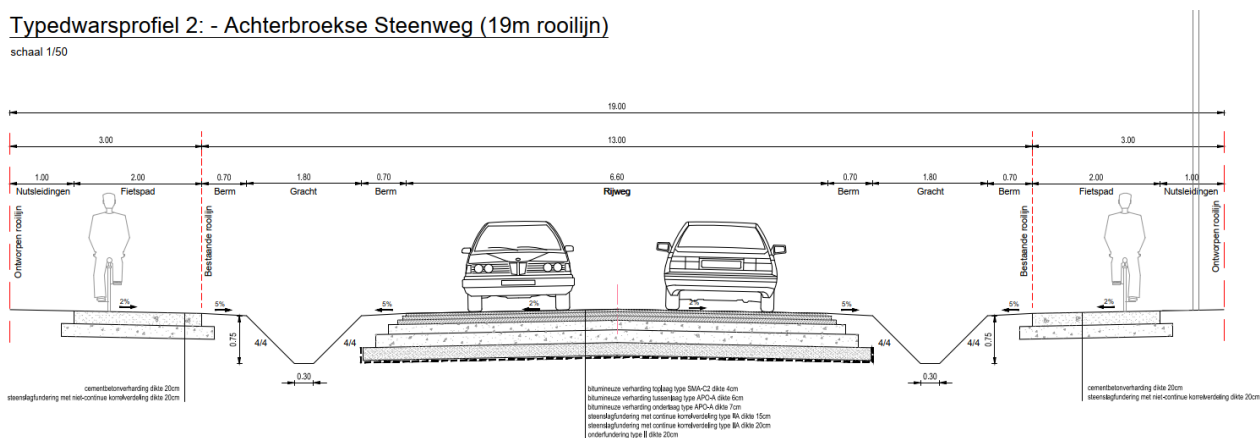 Typedwarsprofiel 2: - Achterbroekse Steenweg (19m rooilijn)
schaal 1/50
19.00
3.00 13.00 3.00
1.00 2.00 0.70 1.80 0.70 6.60 0.70 1.80 0.70 2.00 1.00
Nutsleidingen Fietspad Berm Gracht Berm Rijweg Berm Gracht Berm Fietspad Nutsleidingen
Ontworpen rooilijn
Bestaande rooilijn
Bestaande rooilijn
Ontworpen rooilijn
2% 5% 5% 2% 2% 5% 5% 2%
0.75 4/4 4/4 4/4 4/4 0.75
0.30 0.30
cementbetonverharding dikte 20cm
steenslagfundering met niet-continue korrelverdeling dikte 20cm
bitumineuze verharding toplaag type SMA-C2 dikte 4cm
bitumineuze verharding tussenlaag type APO-A dikte 6cm
bitumineuze verharding onderlaag type APO-A dikte 7cm
steenslagfundering met continue korrelverdeling type IIA dikte 15cm
steenslagfundering met continue korrelverdeling type IIA dikte 20cm
onderfundering type II dikte 20cm
cementbetonverharding dikte 20cm
steenslagfundering met niet-continue korrelverdeling dikte 20cm